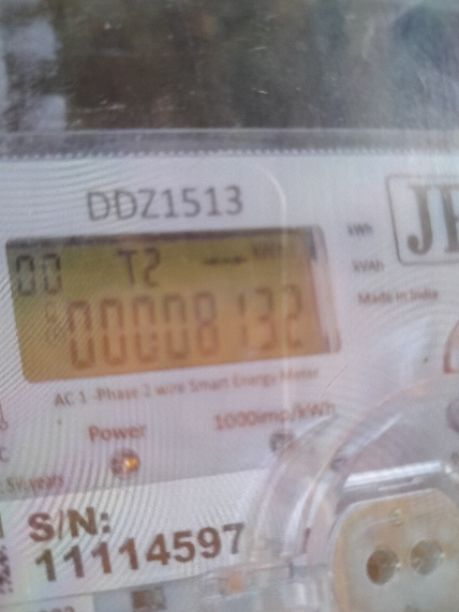 DDZ1513
kWh
kVAh
Made in India
00 T2
00008132
AC 1 -Phase 2 wire Smart Energy Meter
Power
1000imp/kWh
years
S/N:
11114597